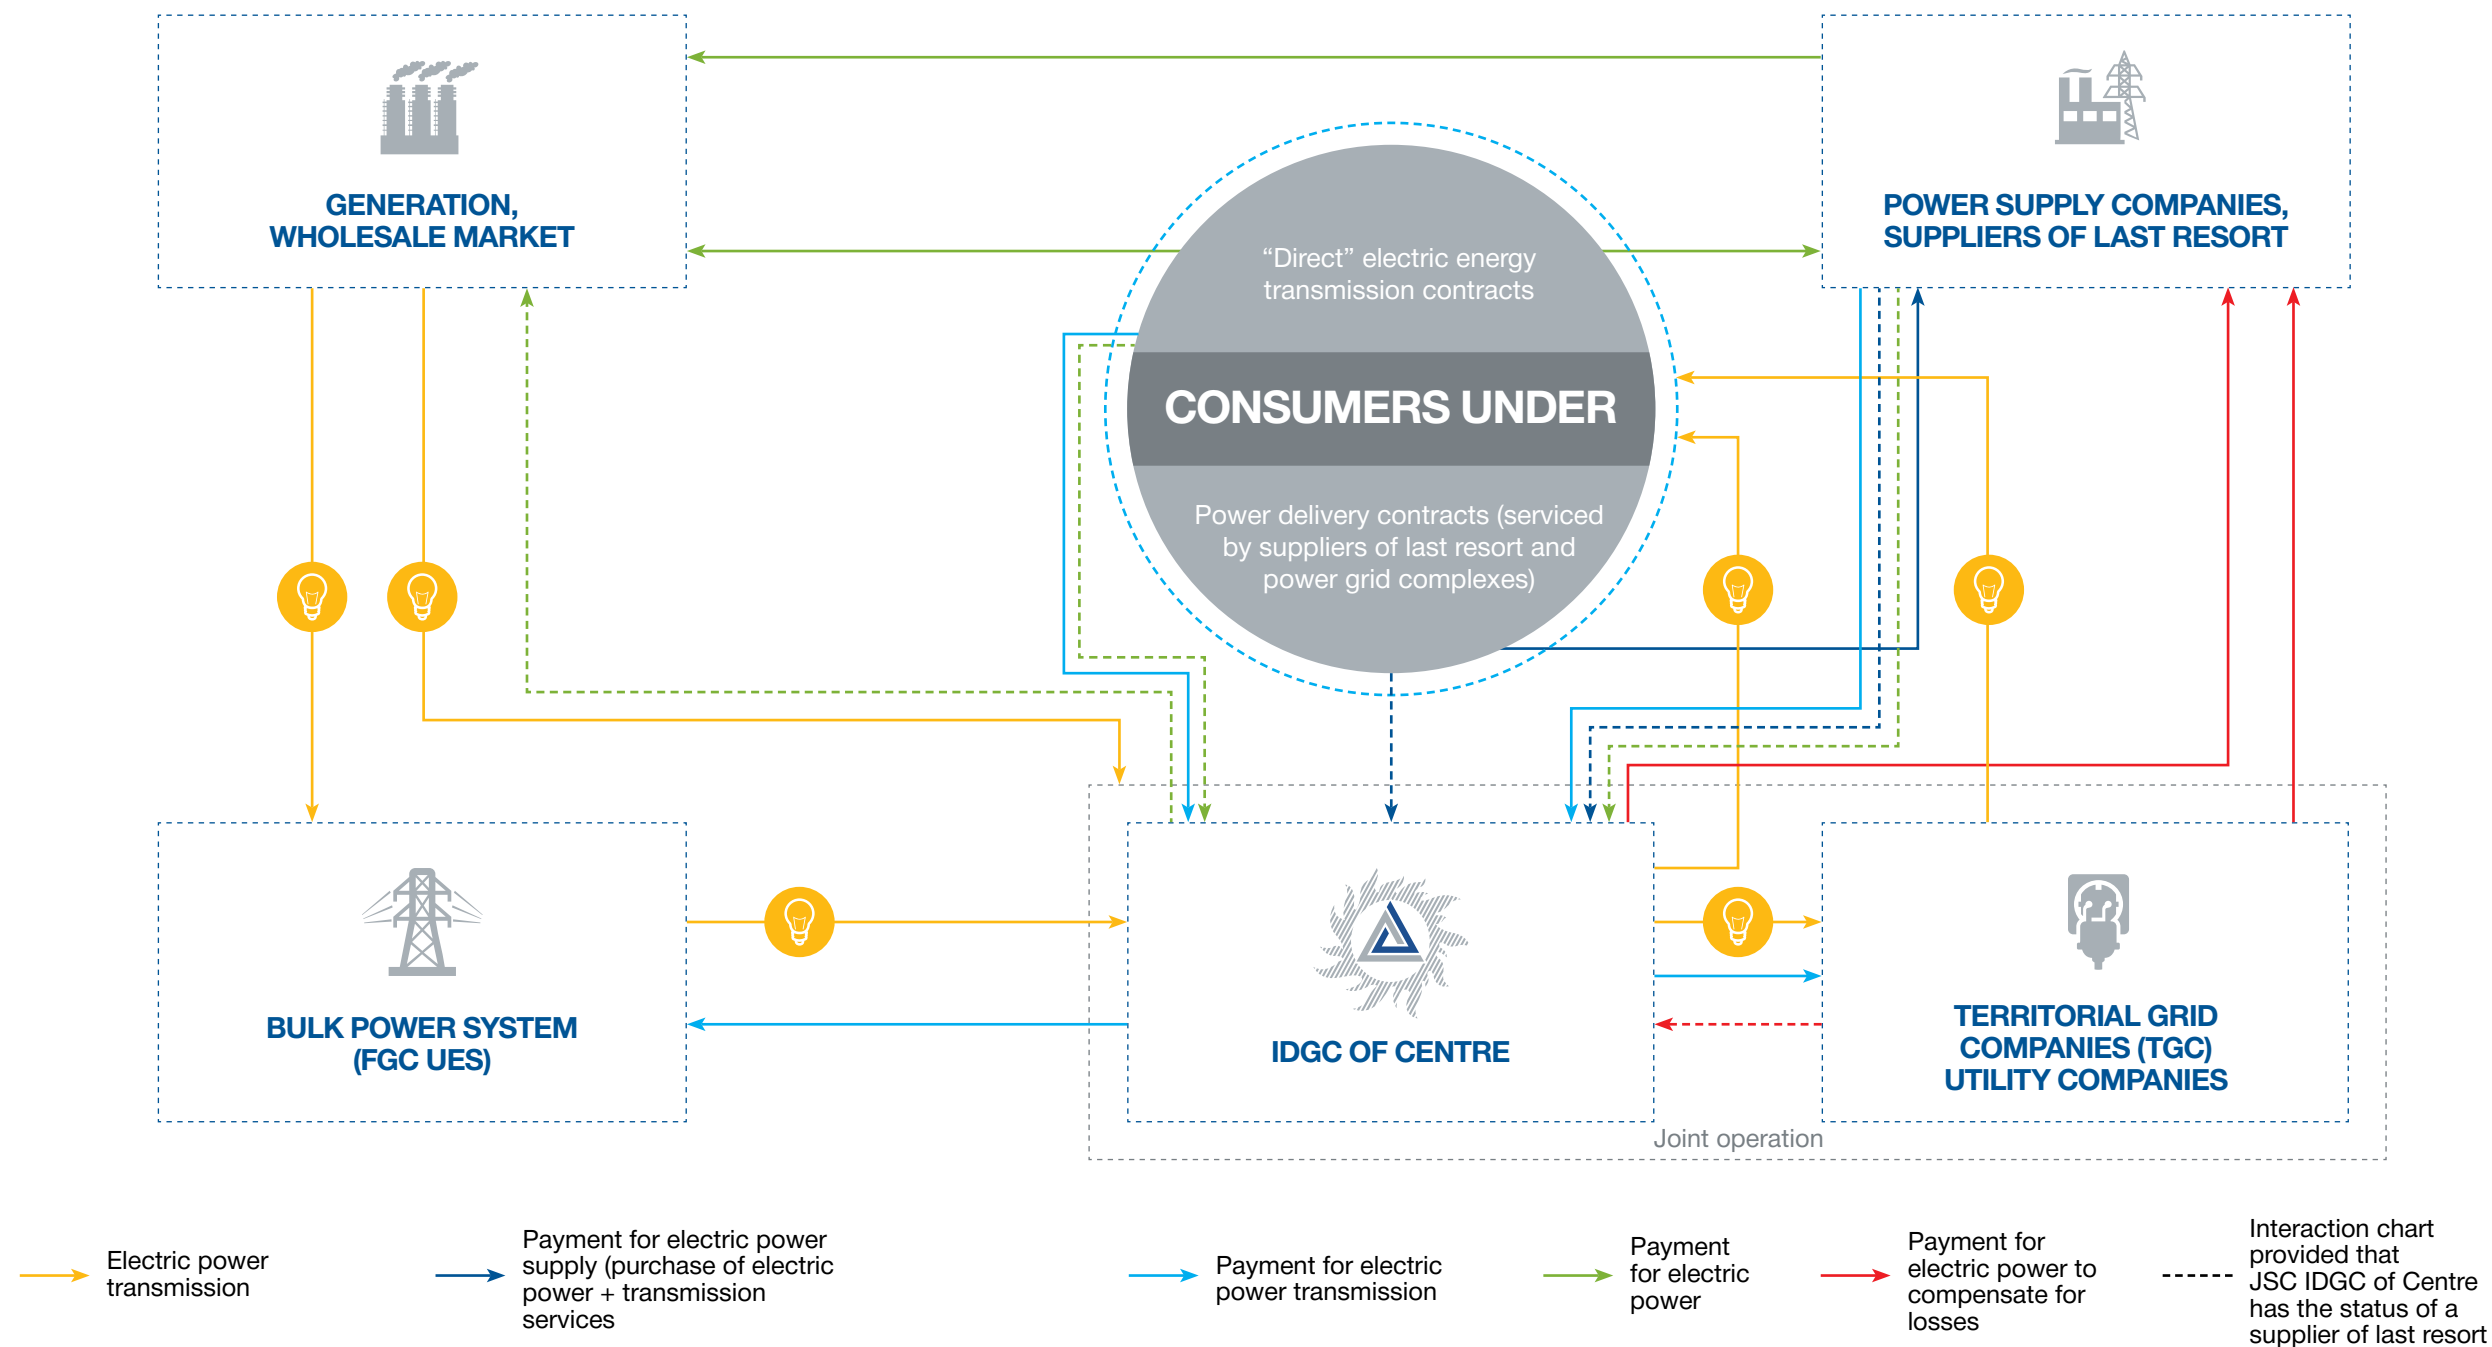 GENERATION,
WHOLESALE MARKET
POWER SUPPLY COMPANIES,
SUPPLIERS OF LAST RESORT
“Direct” electric energy
transmission contracts
CONSUMERS UNDER
Power delivery contracts (serviced
by suppliers of last resort and
power grid complexes)
BULK POWER SYSTEM
(FGC UES)
IDGC OF CENTRE
TERRITORIAL GRID
COMPANIES (TGC)
UTILITY COMPANIES
Joint operation
Electric power
transmission
Payment for electric power
supply (purchase of electric
power + transmission
services
Payment for electric
power transmission
Payment
for electric
power
Payment for
electric power to
compensate for
losses
Interaction chart
provided that
JSC IDGC of Centre
has the status of a
supplier of last resort